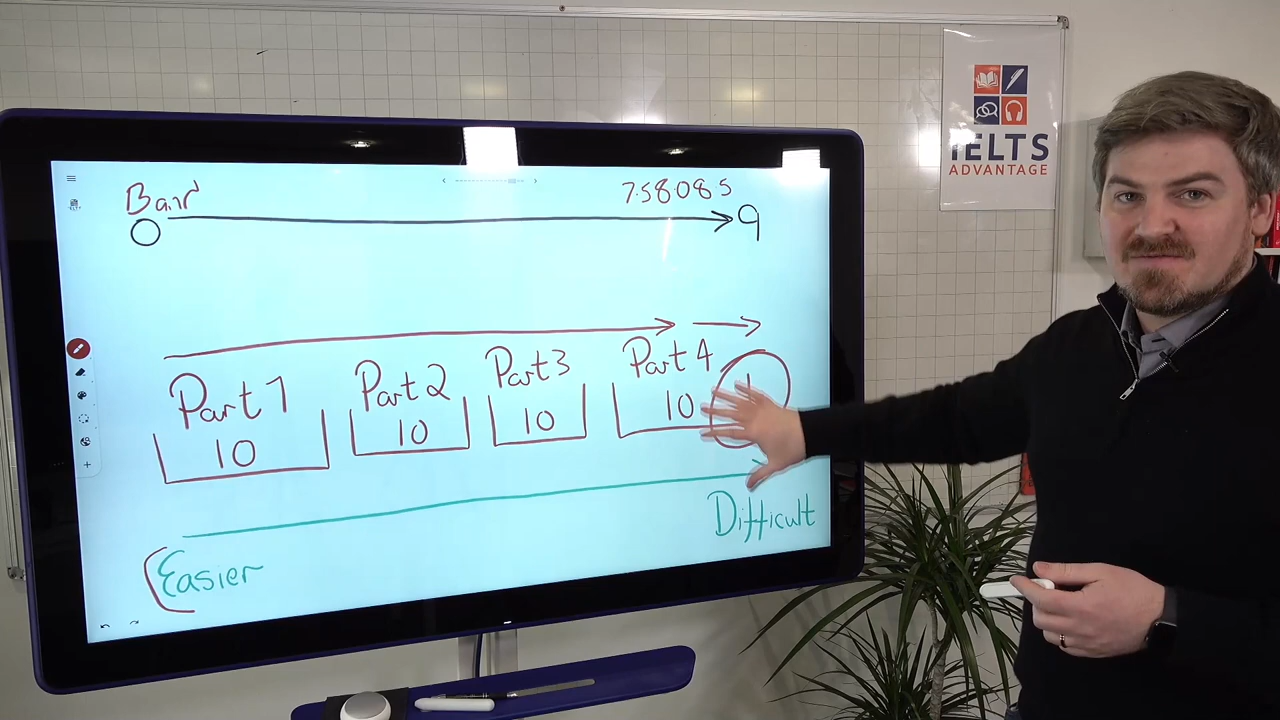 IELTS
ADVANTAGE
Band
7.5 8.0 8.5
0
9
Part 1
Part 2
Part 3
Part 4
10
10
10
10
Easier
Difficult